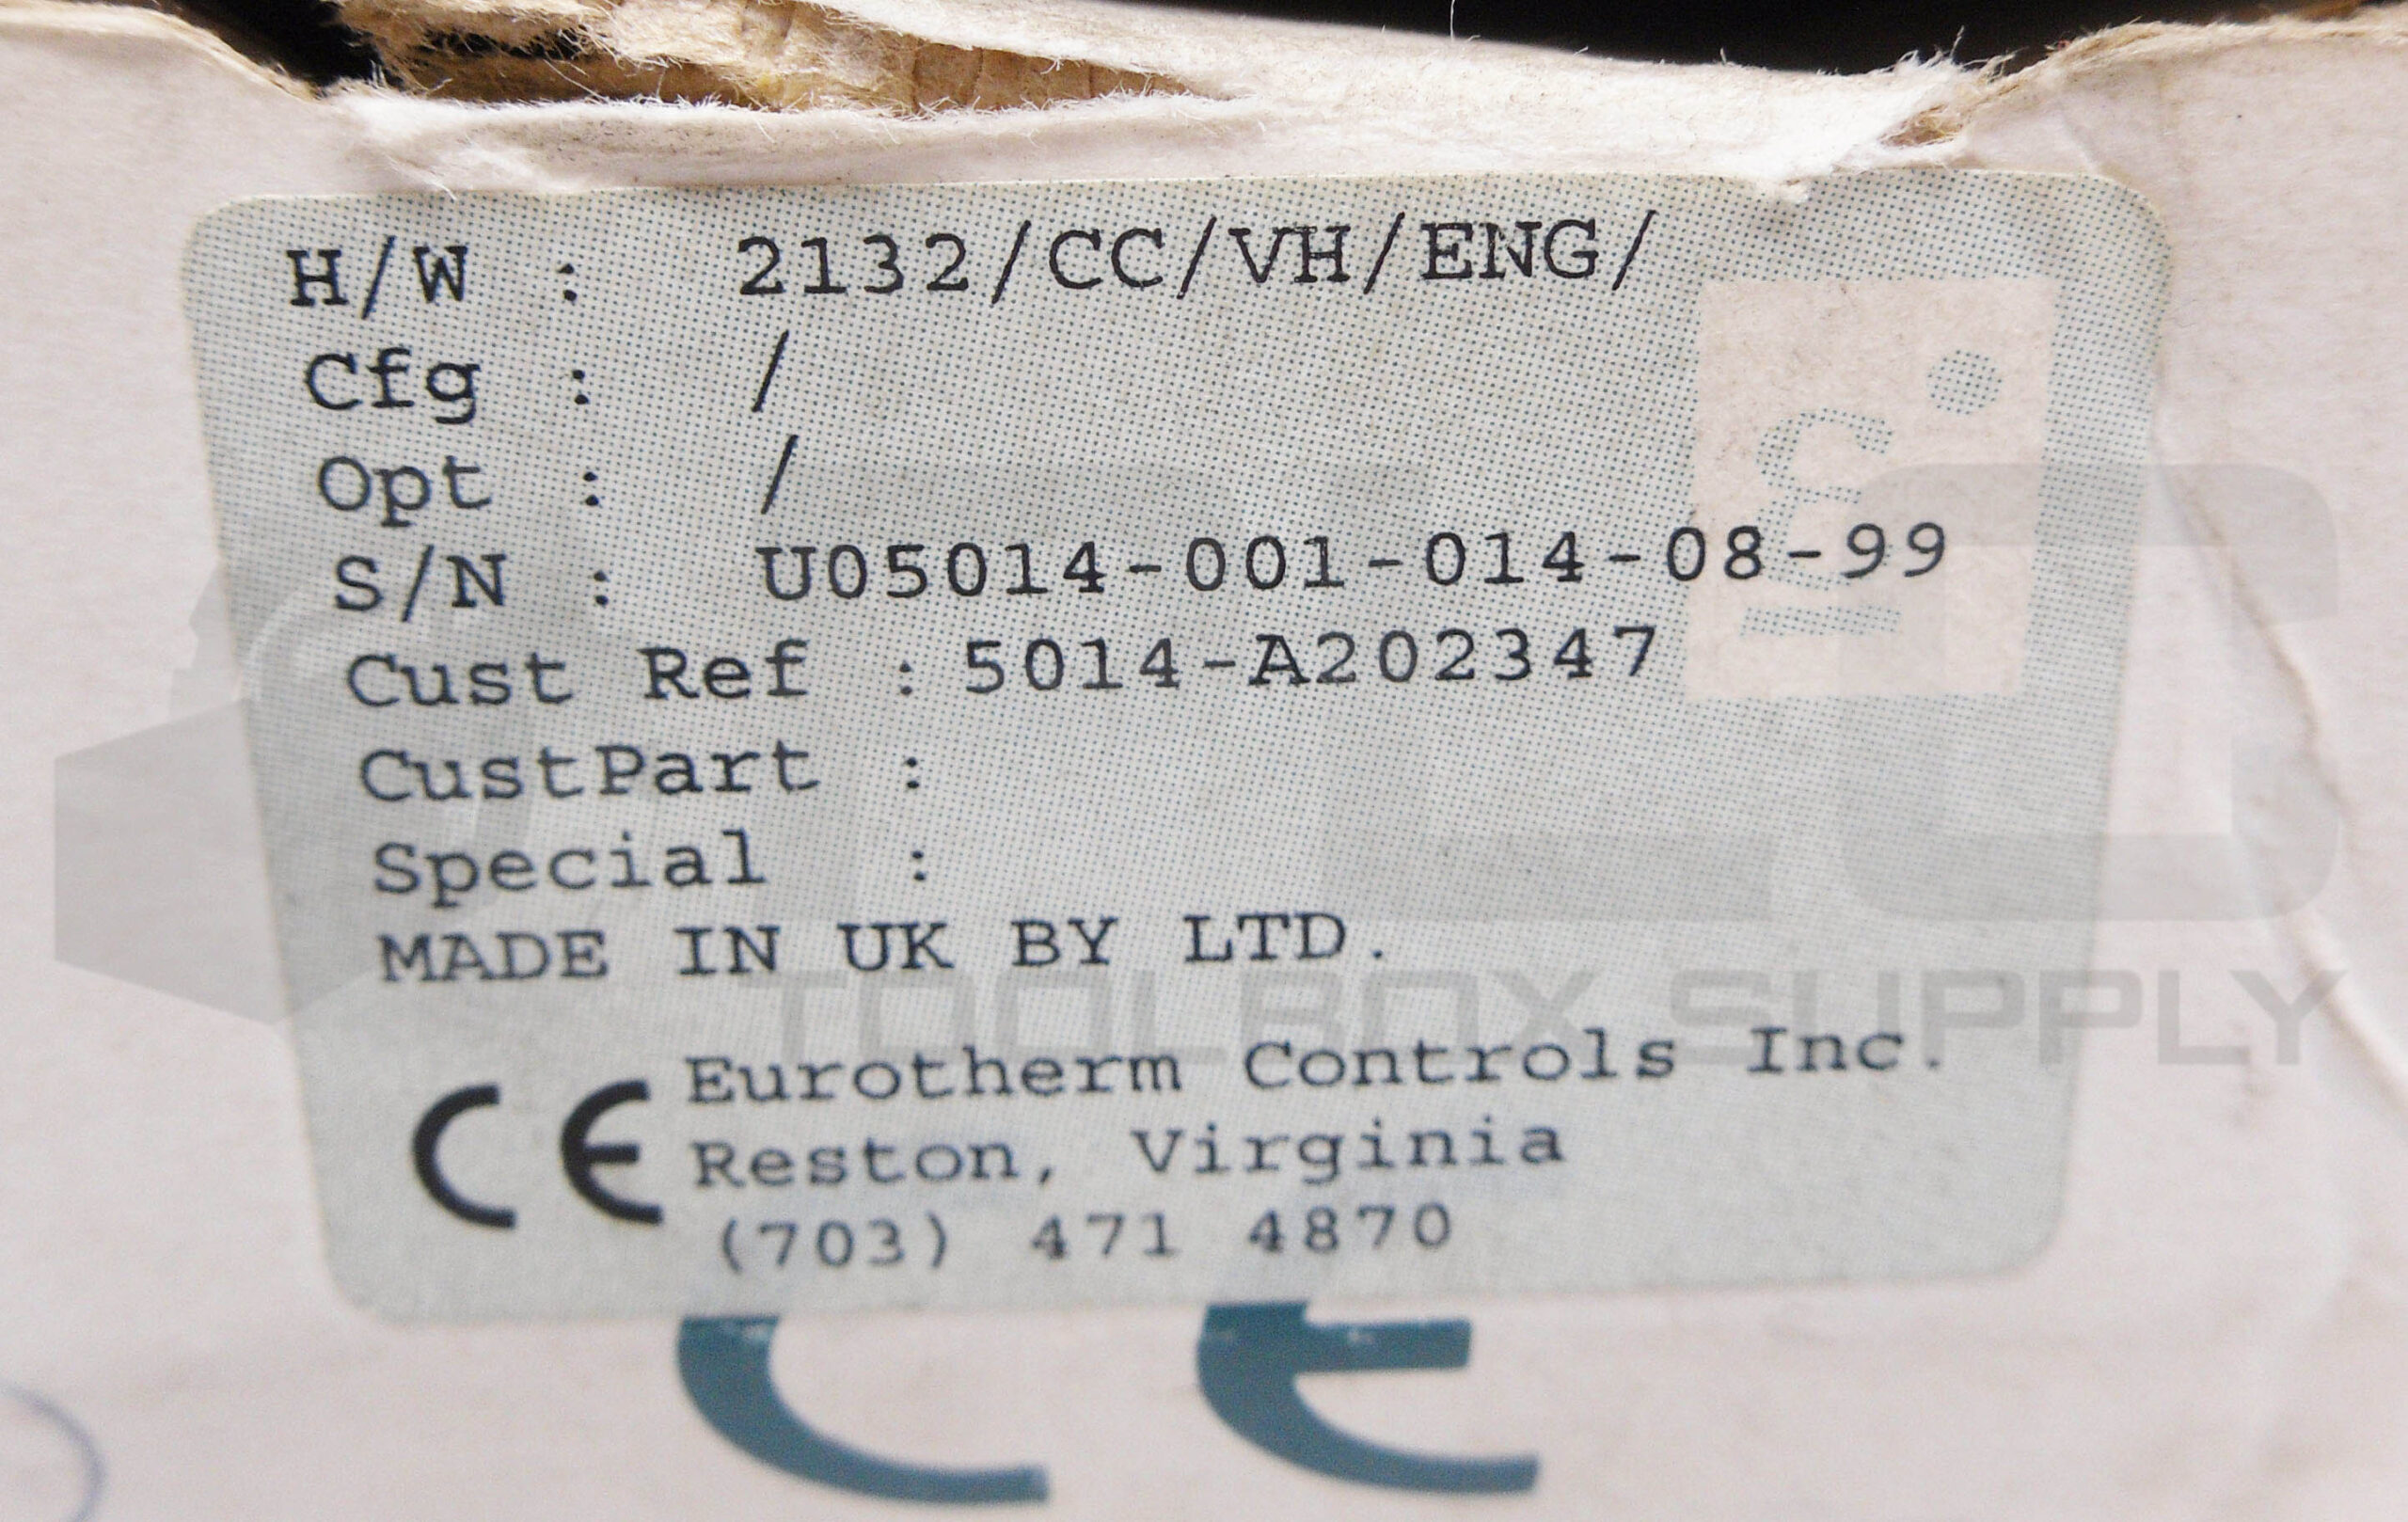 H/W : 2132/CC/VH/ENG/
Cfg : /
Opt : /
S/N : U05014-001-014-08-99
Cust Ref : 5014-A202347
CustPart :
Special :
MADE IN UK BY LTD.
TOOLBOX SUPPLY
CE Eurotherm Controls Inc.
Reston, Virginia
(703) 471 4870
CE